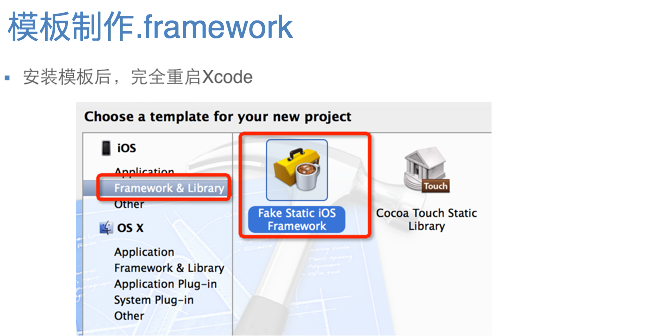 模板制作.framework
安装模板后，完全重启Xcode
Choose a template for your new project
iOS
Application
Framework & Library
Other
OS X
Application
Framework & Library
Application Plug-in
System Plug-in
Other
Fake Static iOS
Framework
Touch
Cocoa Touch Static
Library